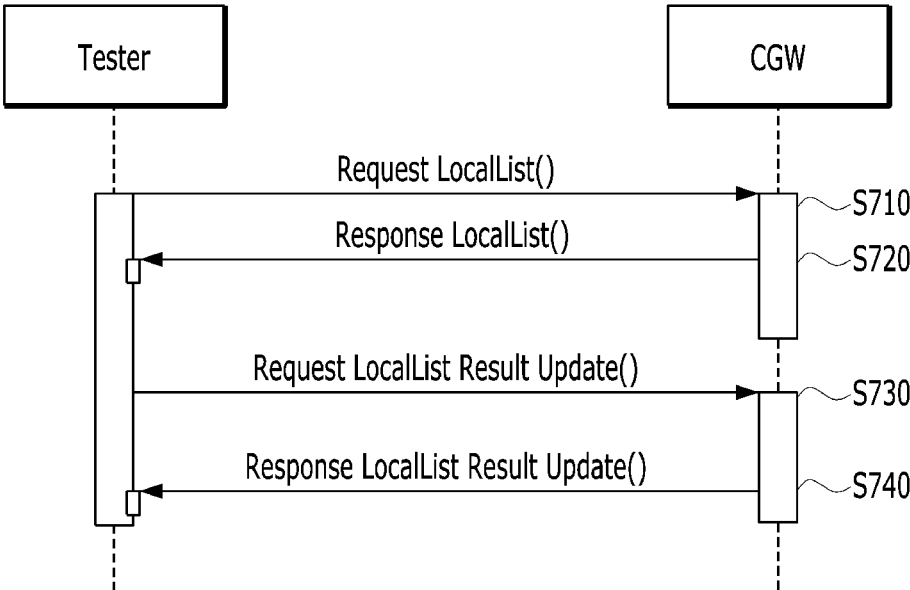 Tester
CGW
Request LocalList()
S710
Response LocalList()
S720
Request LocalList Result Update()
S730
Response LocalList Result Update()
S740